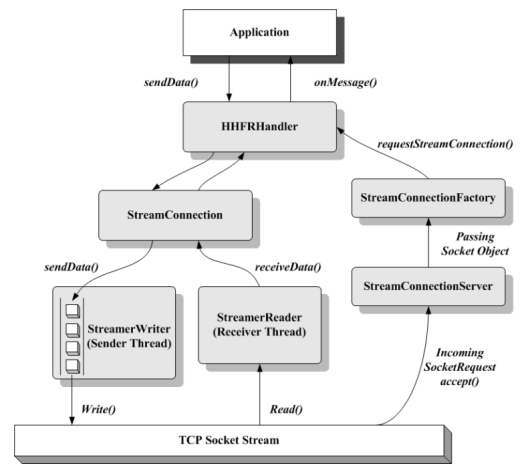 Application
sendData()
onMessage()
HHFRHandler
requestStreamConnection()
StreamConnection
StreamConnectionFactory
Passing
Socket Object
sendData()
receiveData()
StreamConnectionServer
StreamerWriter
(Sender Thread)
StreamerReader
(Receiver Thread)
Incoming
SocketRequest
accept()
Write()
Read()
TCP Socket Stream